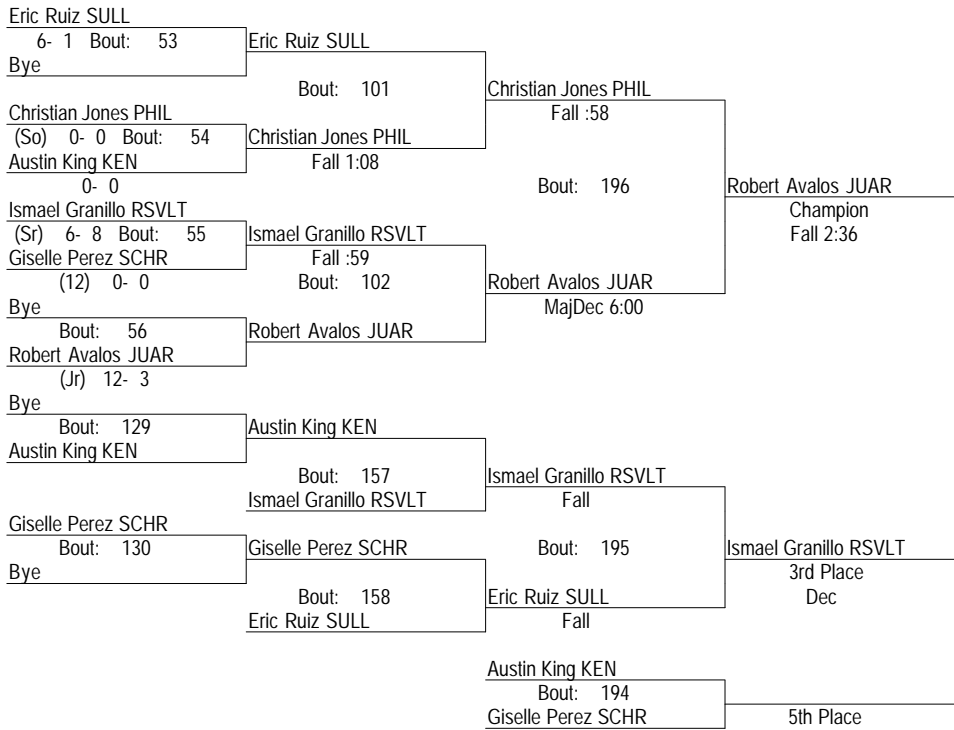 Eric Ruiz SULL
6- 1 Bout: 53
Bye
Eric Ruiz SULL
Bout: 101
Christian Jones PHIL
Fall :58
Christian Jones PHIL
(So) 0- 0 Bout: 54
Austin King KEN
0- 0
Christian Jones PHIL
Fall 1:08
Bout: 196
Robert Avalos JUAR
Champion
Fall 2:36
Ismael Granillo RSVLT
(Sr) 6- 8 Bout: 55
Giselle Perez SCHR
(12) 0- 0
Ismael Granillo RSVLT
Fall :59
Bout: 102
Robert Avalos JUAR
MajDec 6:00
Bye
Bout: 56
Robert Avalos JUAR
(Jr) 12- 3
Robert Avalos JUAR
Bye
Bout: 129
Austin King KEN
Austin King KEN
Bout: 157
Ismael Granillo RSVLT
Ismael Granillo RSVLT
Fall
Giselle Perez SCHR
Bout: 130
Bye
Giselle Perez SCHR
Bout: 195
Ismael Granillo RSVLT
3rd Place
Dec
Bout: 158
Eric Ruiz SULL
Eric Ruiz SULL
Fall
Austin King KEN
Bout: 194
Giselle Perez SCHR
5th Place